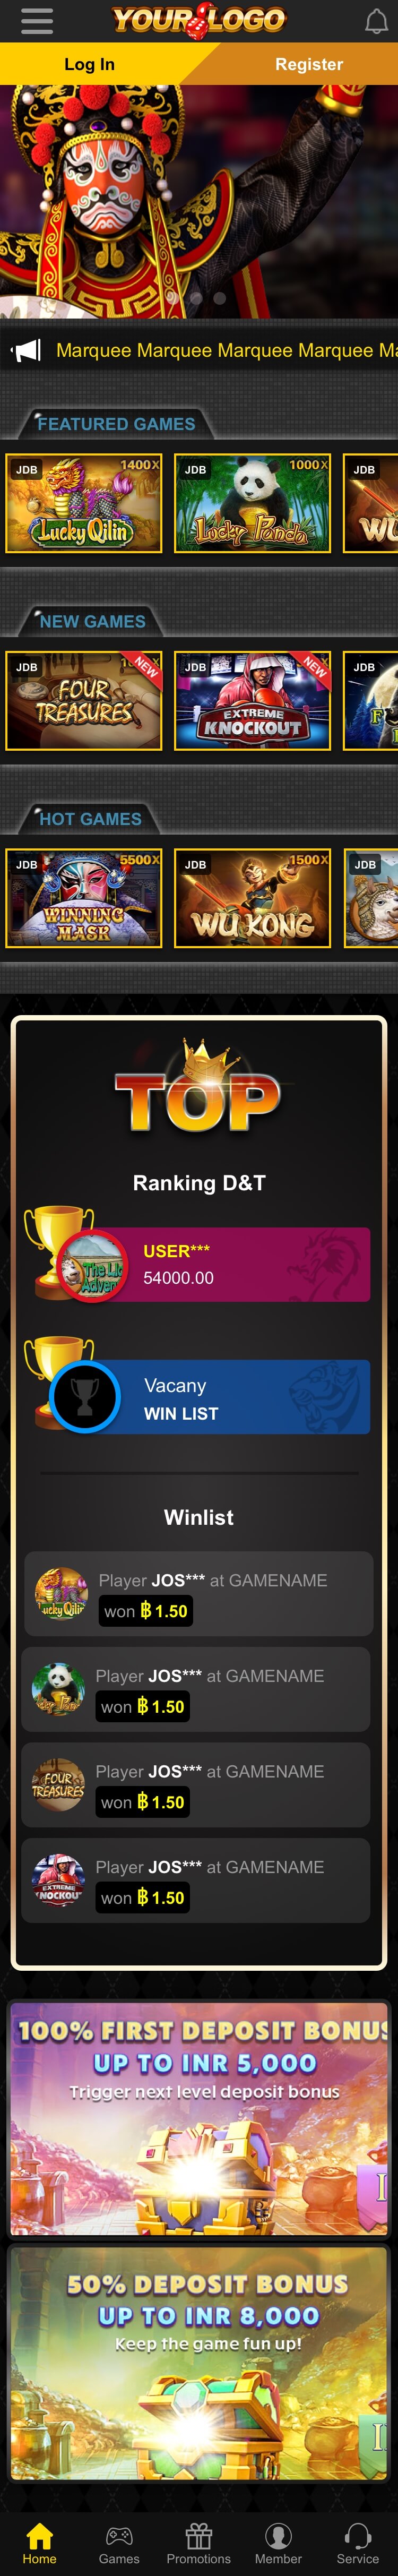 YOUR LOGO
Log In
Register
Marquee Marquee Marquee Marquee Ma
FEATURED GAMES
JDB
1400X
Lucky Qilin
JDB
1000X
Lucky Panda
JDB
WU
NEW GAMES
JDB
NEW
FOUR
TREASURES
JDB
NEW
EXTREME
KNOCKOUT
JDB
HOT GAMES
JDB
5500X
WINNING
MASK
JDB
1500X
WU KONG
JDB
TOP
Ranking D&T
USER***
54000.00
Vacany
WIN LIST
Winlist
Player JOS*** at GAMENAME
won ฿ 1.50
Player JOS*** at GAMENAME
won ฿ 1.50
Player JOS*** at GAMENAME
won ฿ 1.50
Player JOS*** at GAMENAME
won ฿ 1.50
100% FIRST DEPOSIT BONUS
UP TO INR 5,000
Trigger next level deposit bonus
50% DEPOSIT BONUS
UP TO INR 8,000
Keep the game fun up!
Home
Games
Promotions
Member
Service